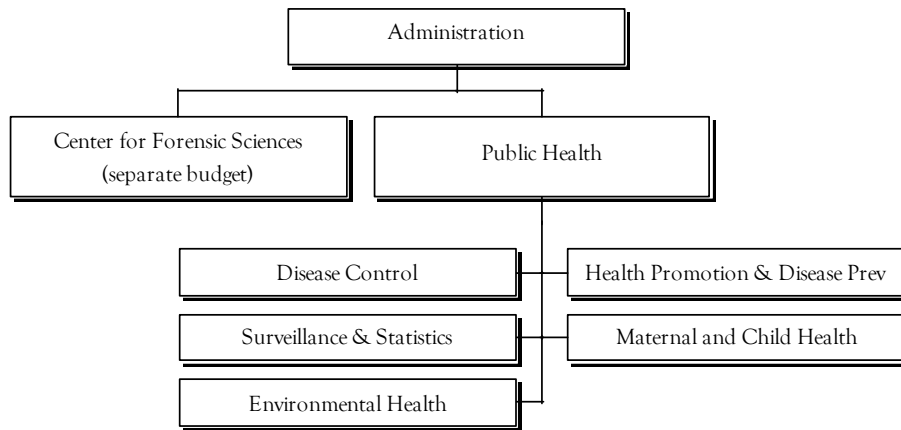 Administration
Center for Forensic Sciences
(separate budget)
Public Health
Disease Control
Health Promotion & Disease Prev
Surveillance & Statistics
Maternal and Child Health
Environmental Health